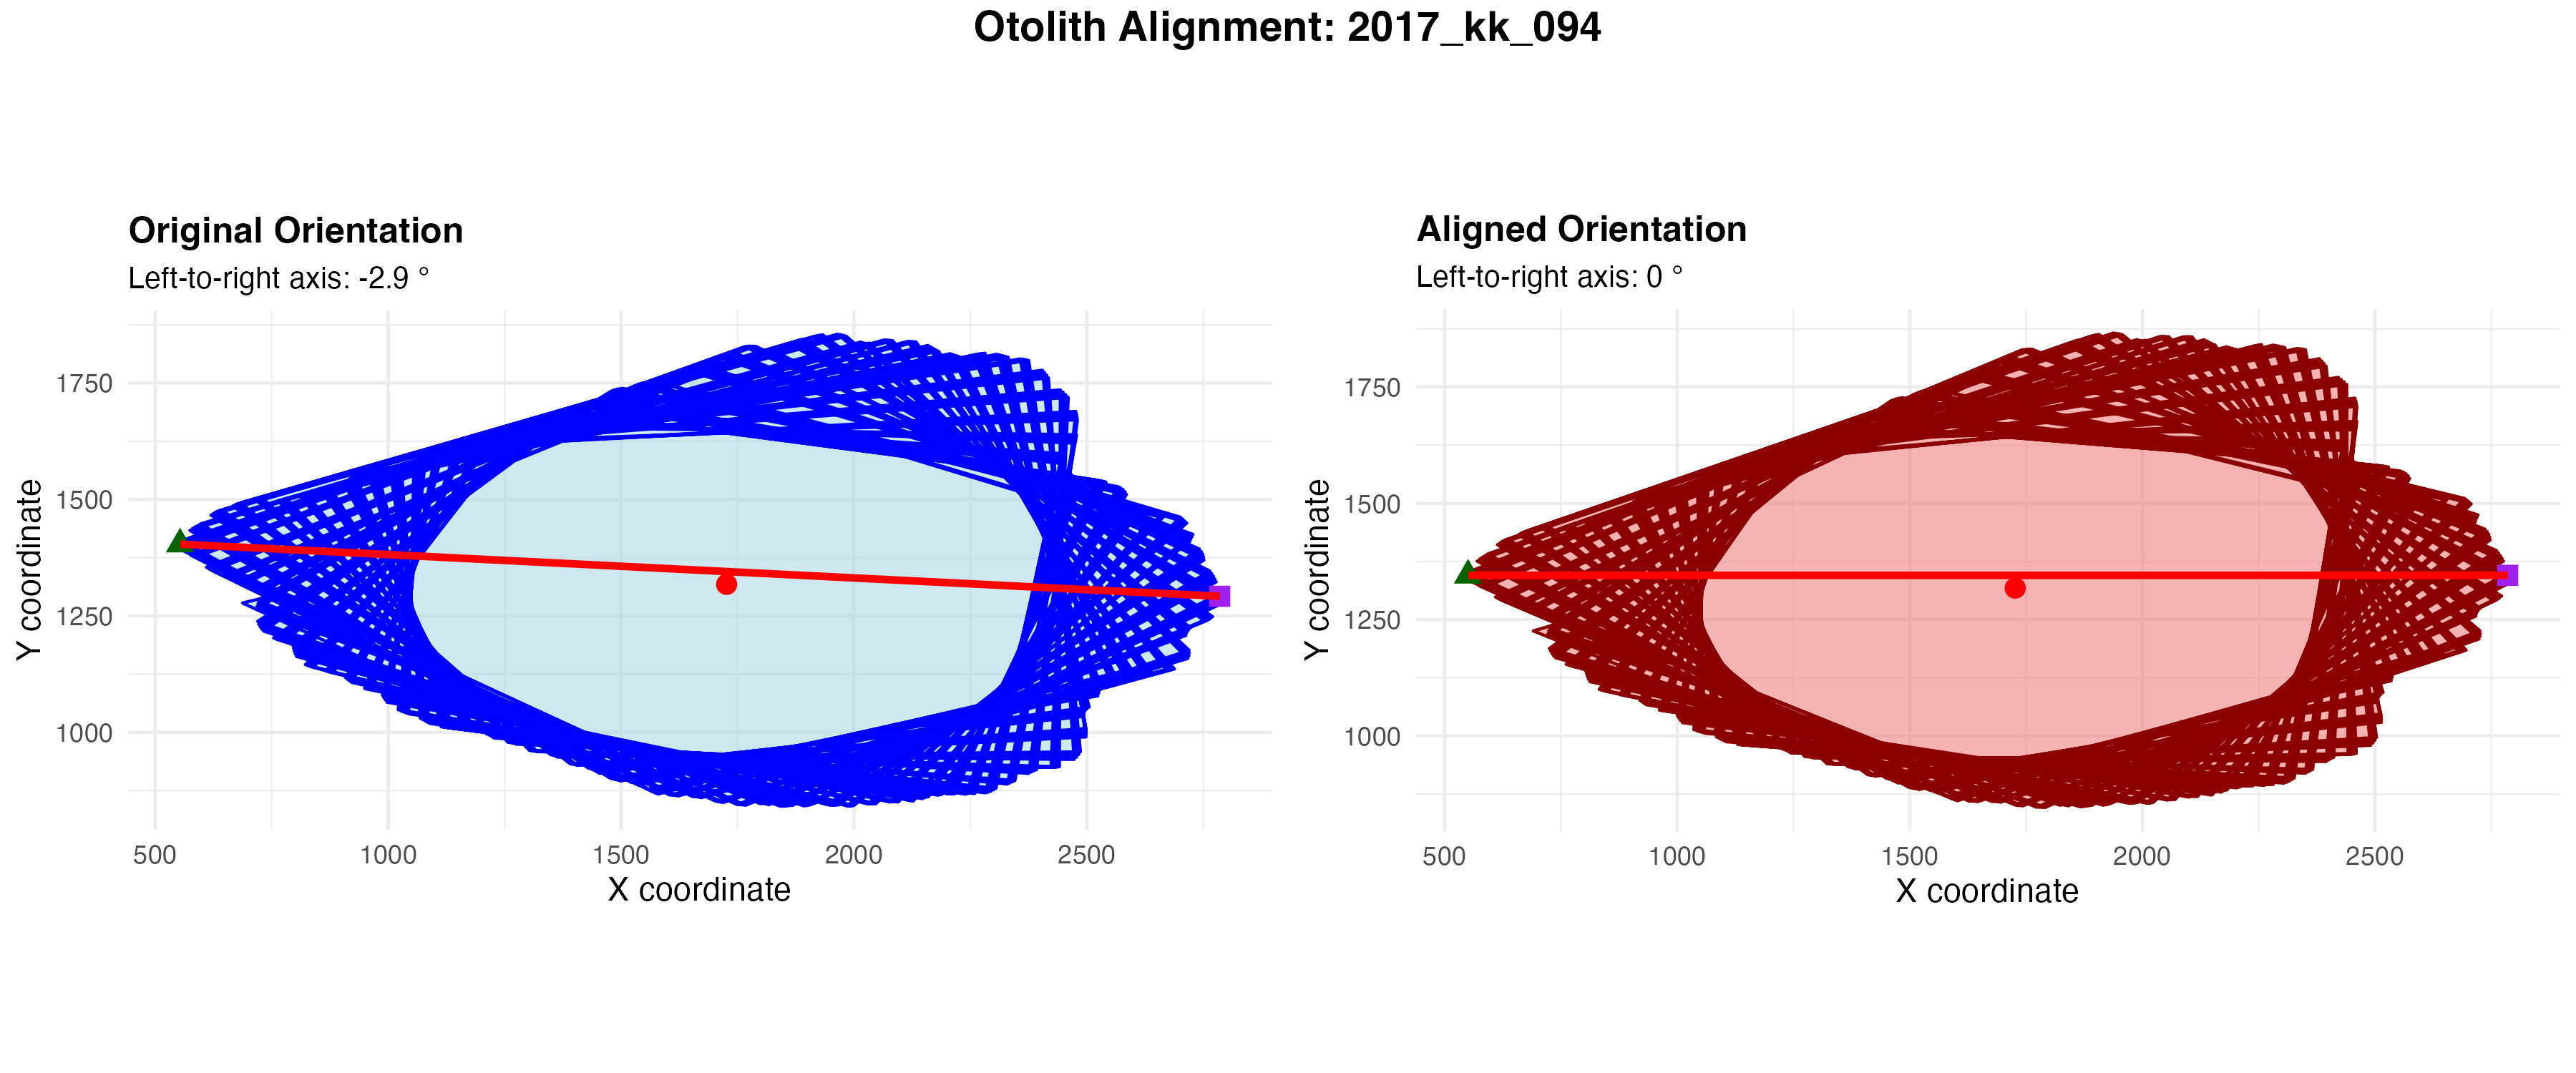 Otolith Alignment: 2017_kk_094
Original Orientation
Left-to-right axis: -2.9 °
1750
1500
1250
1000
Y coordinate
500 1000 1500 2000 2500
X coordinate
Aligned Orientation
Left-to-right axis: 0 °
1750
1500
1250
1000
Y coordinate
500 1000 1500 2000 2500
X coordinate